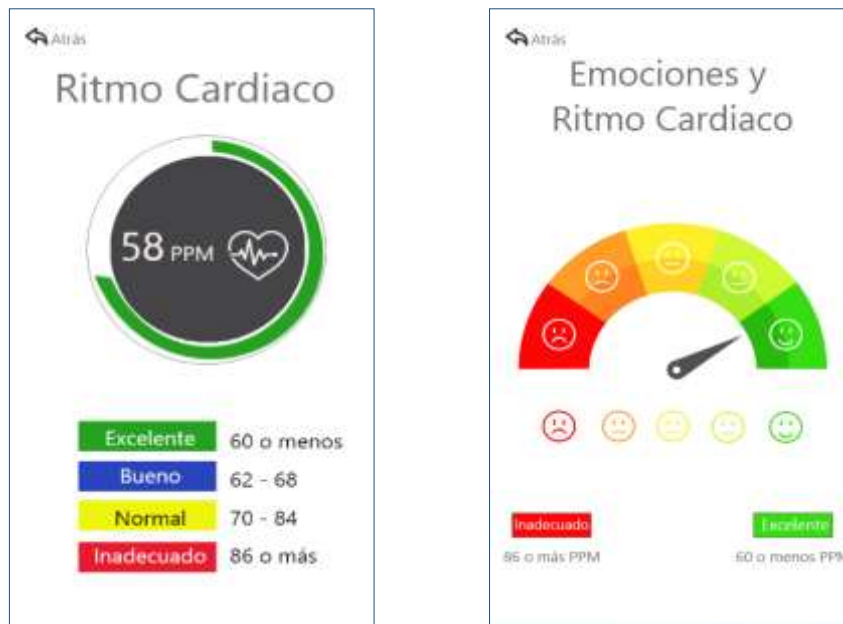 Atrás
Ritmo Cardiaco
58 PPM
Excelente 60 o menos
Bueno 62 - 68
Normal 70 - 84
Inadecuado 86 o más
Atrás
Emociones y
Ritmo Cardiaco
Inadecuado
86 o más PPM
Excelente
60 o menos PPM